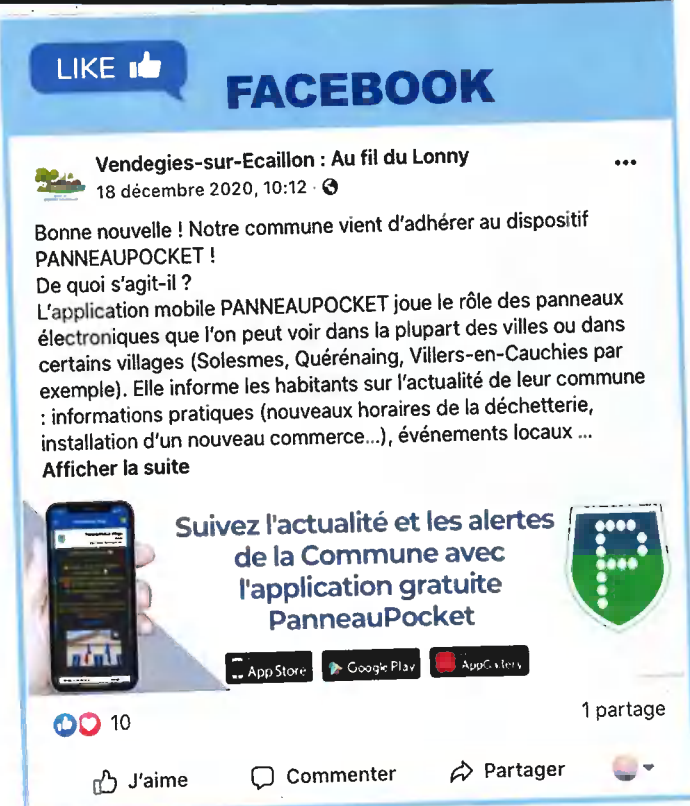 LIKE
FACEBOOK
Vendegies-sur-Ecaillon : Au fil du Lonny
18 décembre 2020, 10:12 ·
Bonne nouvelle ! Notre commune vient d'adhérer au dispositif
PANNEAUPOCKET !
De quoi s'agit-il ?
L'application mobile PANNEAUPOCKET joue le rôle des panneaux
électroniques que l'on peut voir dans la plupart des villes ou dans
certains villages (Solesmes, Quérénaing, Villers-en-Cauchies par
exemple). Elle informe les habitants sur l'actualité de leur commune
: informations pratiques (nouveaux horaires de la déchetterie,
installation d'un nouveau commerce...), événements locaux ...
Afficher la suite
Suivez l'actualité et les alertes
de la Commune avec
l'application gratuite
PanneauPocket
P
App Store
Google Play
10
1 partage
J'aime
Commenter
Partager